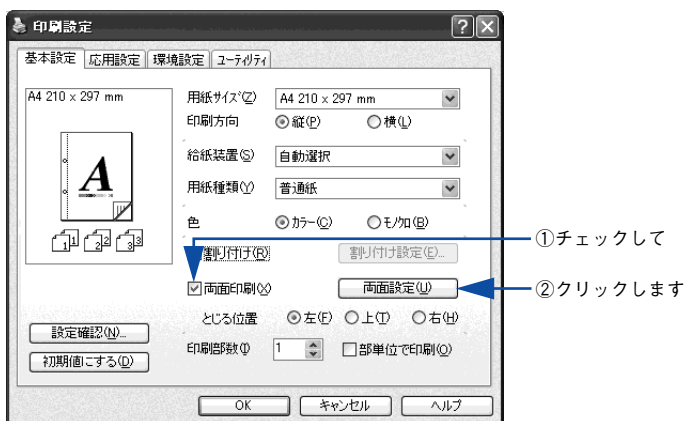 印刷設定
基本設定 応用設定 環境設定 ユーティリティ
A4 210 x 297 mm
A
1 1 2 2 3 3
用紙サイズ(Z) A4 210 x 297 mm
印刷方向 縦(P) 横(L)
給紙装置(S) 自動選択
用紙種類(Y) 普通紙
色 カラー(C) モノクロ(B)
割り付け(R) 割り付け設定(E)...
①チェックして
両面印刷(X) 両面設定(U)
②クリックします
とじる位置 左(F) 上(T) 右(H)
設定確認(N)...
印刷部数(I) 1 部単位で印刷(O)
初期値にする(D)
OK キャンセル ヘルプ